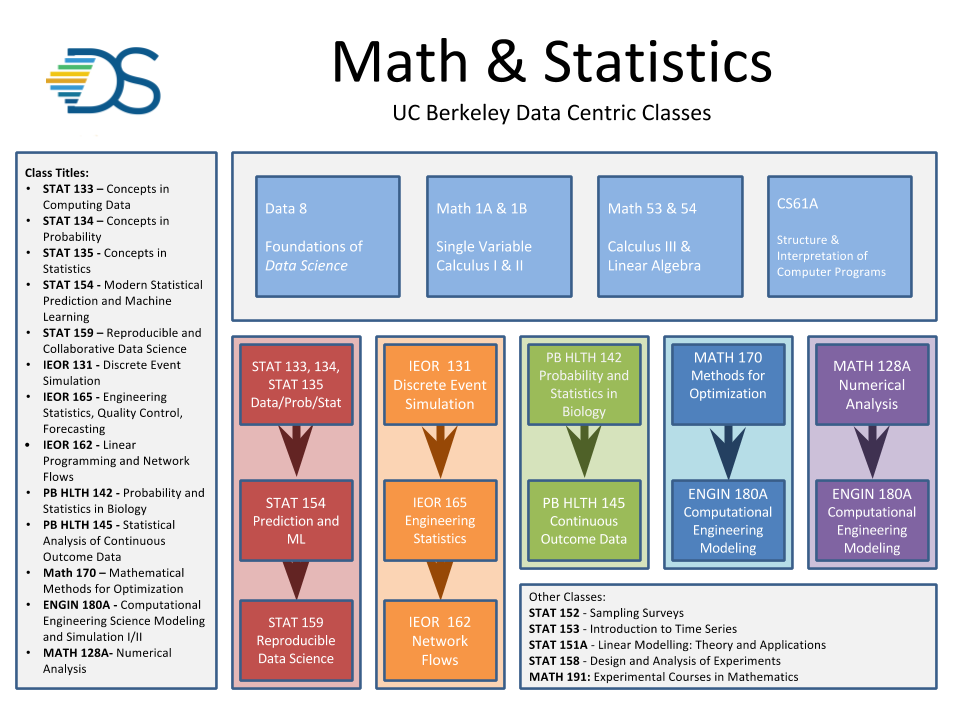 DS
Math & Statistics
UC Berkeley Data Centric Classes
Class Titles:
• STAT 133 – Concepts in
Computing Data
• STAT 134 – Concepts in
Probability
• STAT 135 - Concepts in
Statistics
• STAT 154 - Modern Statistical
Prediction and Machine
Learning
• STAT 159 – Reproducible and
Collaborative Data Science
• IEOR 131 - Discrete Event
Simulation
• IEOR 165 - Engineering
Statistics, Quality Control,
Forecasting
• IEOR 162 - Linear
Programming and Network
Flows
• PB HLTH 142 - Probability and
Statistics in Biology
• PB HLTH 145 - Statistical
Analysis of Continuous
Outcome Data
• Math 170 – Mathematical
Methods for Optimization
• ENGIN 180A - Computational
Engineering Science Modeling
and Simulation I/II
• MATH 128A- Numerical
Analysis
Data 8
Foundations of
Data Science
Math 1A & 1B
Single Variable
Calculus I & II
Math 53 & 54
Calculus III &
Linear Algebra
CS61A
Structure &
Interpretation of
Computer Programs
STAT 133, 134,
STAT 135
Data/Prob/Stat
STAT 154
Prediction and
ML
STAT 159
Reproducible
Data Science
IEOR 131
Discrete Event
Simulation
IEOR 165
Engineering
Statistics
IEOR 162
Network
Flows
PB HLTH 142
Probability and
Statistics in
Biology
PB HLTH 145
Continuous
Outcome Data
MATH 170
Methods for
Optimization
ENGIN 180A
Computational
Engineering
Modeling
MATH 128A
Numerical
Analysis
ENGIN 180A
Computational
Engineering
Modeling
Other Classes:
STAT 152 - Sampling Surveys
STAT 153 - Introduction to Time Series
STAT 151A - Linear Modelling: Theory and Applications
STAT 158 - Design and Analysis of Experiments
MATH 191: Experimental Courses in Mathematics